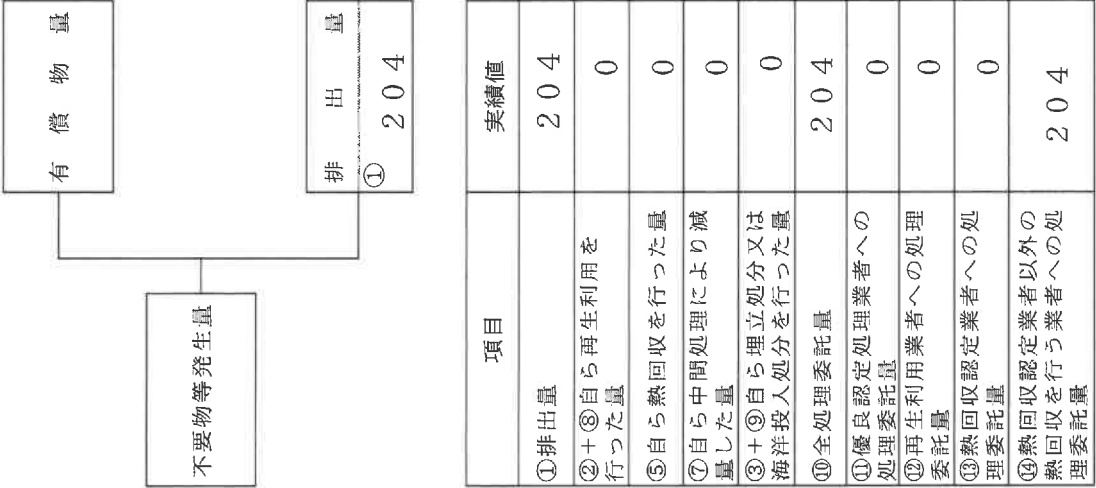 不要物等発生量
有償物量
排出量
①
204
項目 実績値
①排出量 204
②+⑧自ら再生利用を
行った量 0
⑤自ら熱回収を行った量 0
⑦自ら中間処理により減
量した量 0
③+⑨自ら埋立処分又は
海洋投入処分を行った量 0
⑩全処理委託量 204
⑪優良認定処理業者への
処理委託量 0
⑫再生利用業者への処理
委託量 0
⑬熱回収認定業者への処
理委託量 0
⑭熱回収認定業者以外の
熱回収を行う業者への処
理委託量 204